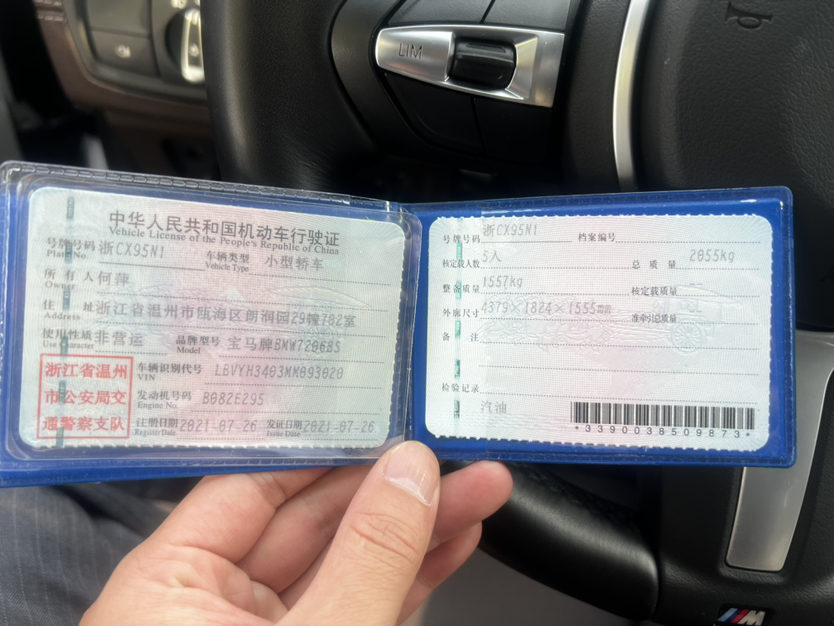 LIM
中华人民共和国机动车行驶证
Vehicle License of the People's Republic of China
号牌号码 浙CX95N1 车辆类型 小型轿车
Plate No. Vehicle Type
所有人 何萍
Owner
住址 浙江省温州市瓯海区朗润园29幢702室
Address
使用性质 非营运 品牌型号 宝马牌BMW7206BS
Use Character Model
浙江省温州
市公安局交
通警察支队
车辆识别代号 LBVYH3403MM093020
VIN
发动机号码 B082E295
Engine No.
注册日期 2021-07-26 发证日期 2021-07-26
Register Date Issue Date
号牌号码 浙CX95N1 档案编号
核定载人数 5人 总质量 2055kg
整备质量 1557kg 核定载质量
外廓尺寸 4379×1824×1555mm 准牵引总质量
备注
检验记录
汽油
*3390038509873*
M